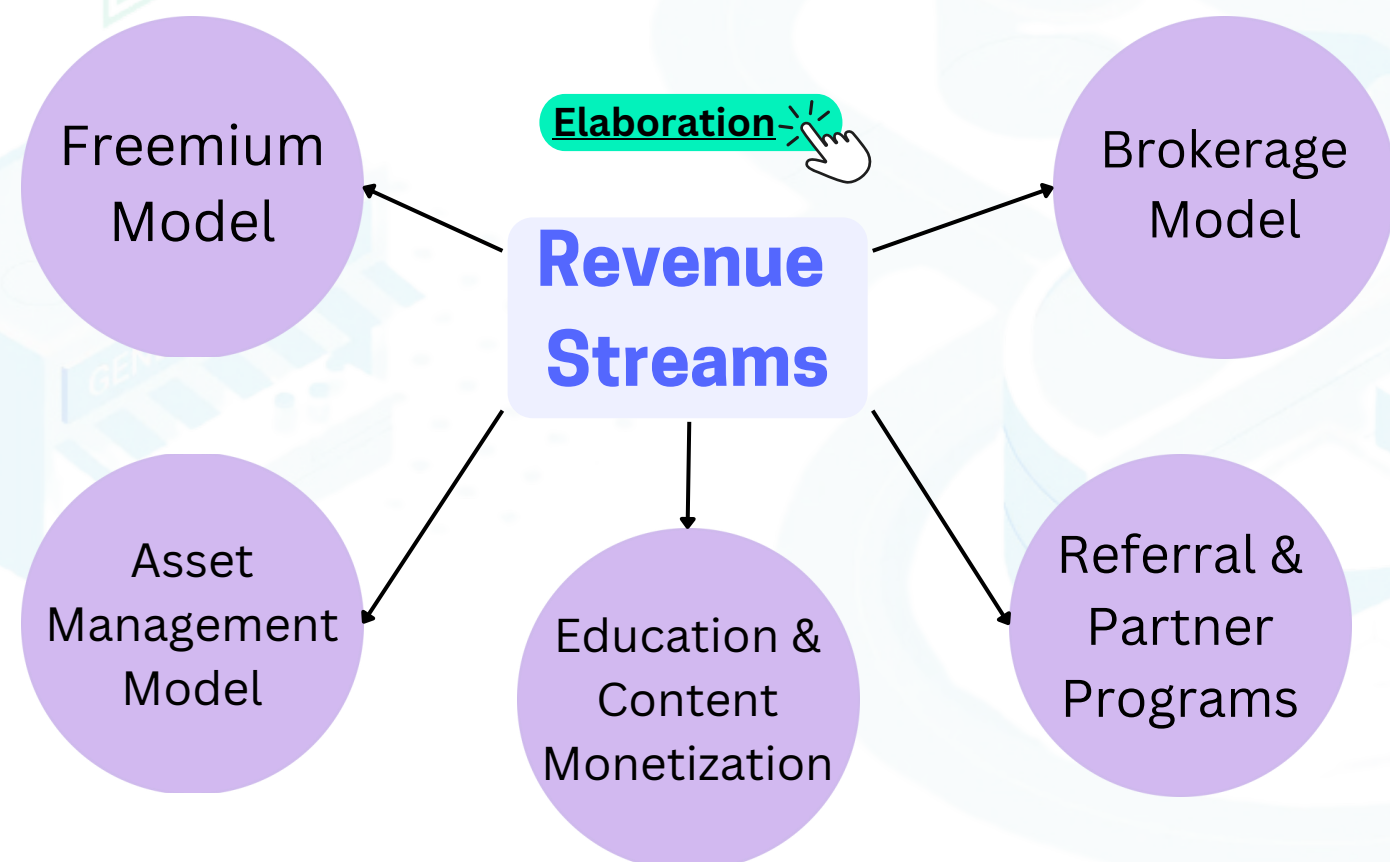 Freemium
Model
Elaboration
Brokerage
Model
Revenue
Streams
Asset
Management
Model
Education &
Content
Monetization
Referral &
Partner
Programs